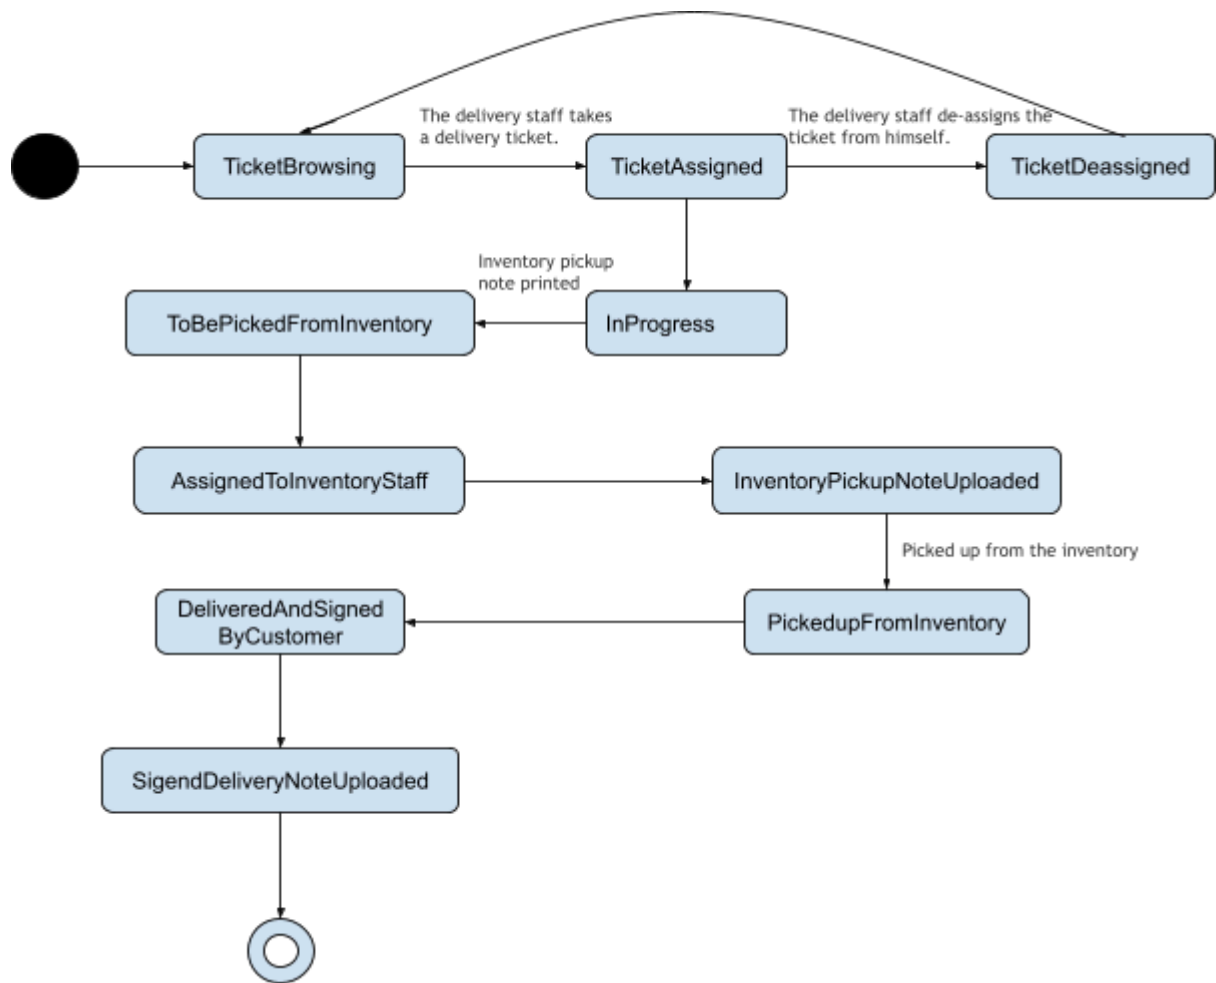 The delivery staff takes
a delivery ticket.
The delivery staff de-assigns the
ticket from himself.
TicketBrowsing
TicketAssigned
TicketDeassigned
Inventory pickup
note printed
ToBePickedFromInventory
InProgress
AssignedToInventoryStaff
InventoryPickupNoteUploaded
Picked up from the inventory
DeliveredAndSigned
ByCustomer
PickedupFromInventory
SigendDeliveryNoteUploaded